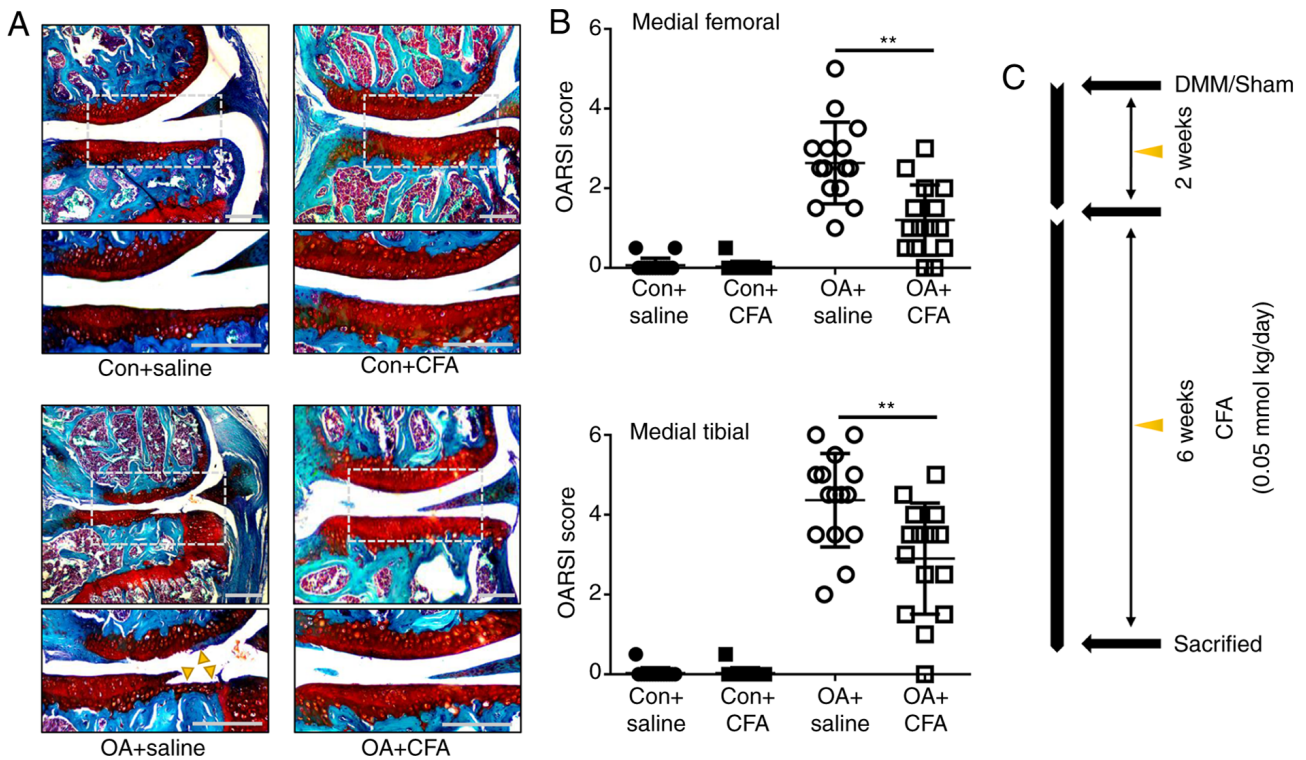 A
Con+saline
Con+CFA
OA+saline
OA+CFA
B
Medial femoral
OARSI score
6
4
2
0
**
Con+
saline
Con+
CFA
OA+
saline
OA+
CFA
Medial tibial
OARSI score
6
4
2
0
**
Con+
saline
Con+
CFA
OA+
saline
OA+
CFA
C
DMM/Sham
2 weeks
6 weeks
CFA
(0.05 mmol kg/day)
Sacrified